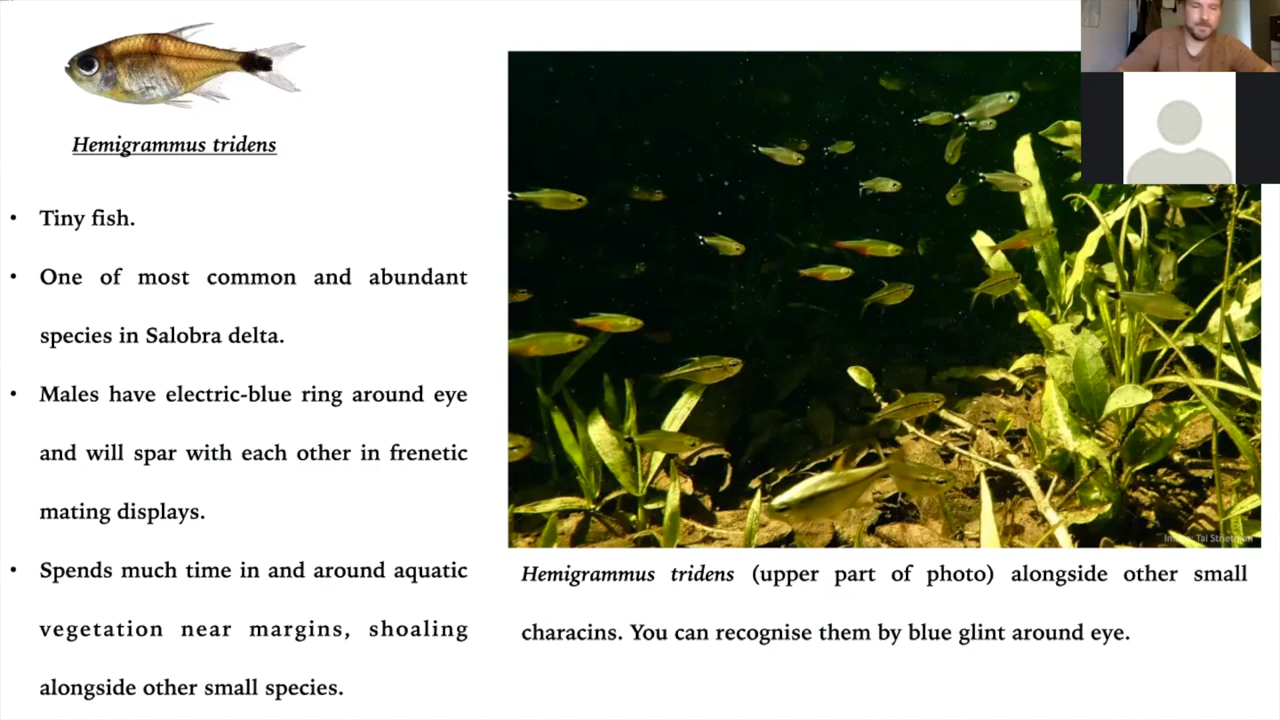 Hemigrammus tridens
• Tiny fish.
• One of most common and abundant
species in Salobra delta.
• Males have electric-blue ring around eye
and will spar with each other in frenetic
mating displays.
• Spends much time in and around aquatic
vegetation near margins, shoaling
alongside other small species.
Image: Tai Strietman
Hemigrammus tridens (upper part of photo) alongside other small
characins. You can recognise them by blue glint around eye.